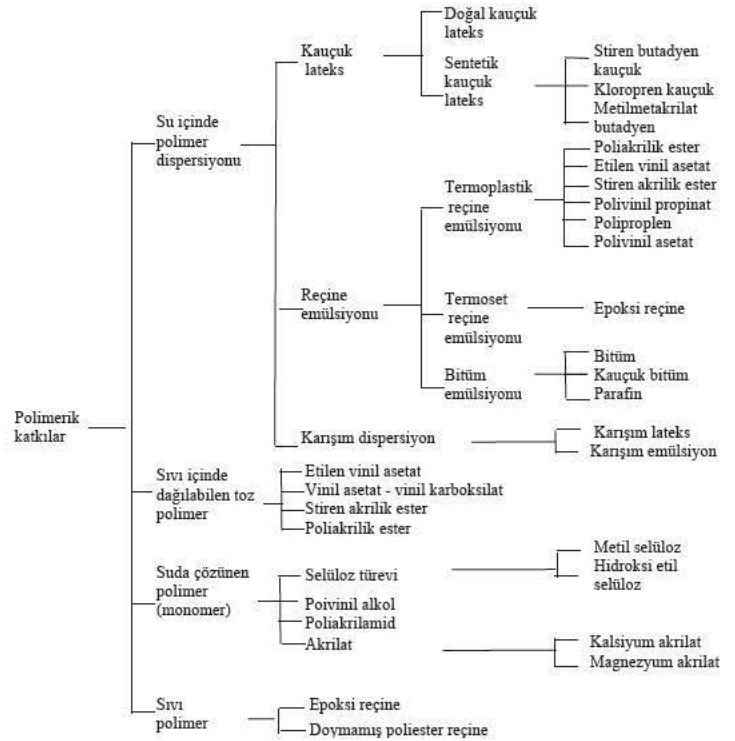 Polimerik
katkılar
Su içinde
polimer
dispersiyonu
Kauçuk
lateks
Doğal kauçuk
lateks
Sentetik
kauçuk
lateks
Stiren butadyen
kauçuk
Kloropren kauçuk
Metilmetakrilat
butadyen
Reçine
emülsiyonu
Termoplastik
reçine
emülsiyonu
Poliakrilik ester
Etilen vinil asetat
Stiren akrilik ester
Polivinil propinat
Poliproplen
Polivinil asetat
Termoset
reçine
emülsiyonu
Epoksi reçine
Bitüm
emülsiyonu
Bitüm
Kauçuk bitüm
Parafin
Karışım dispersiyon
Karışım lateks
Karışım emülsiyon
Sıvı içinde
dağılabilen toz
polimer
Etilen vinil asetat
Vinil asetat - vinil karboksilat
Stiren akrilik ester
Poliakrilik ester
Suda çözünen
polimer
(monomer)
Selüloz türevi
Metil selüloz
Hidroksi etil
selüloz
Poivinil alkol
Poliakrilamid
Akrilat
Kalsiyum akrilat
Magnezyum akrilat
Sıvı
polimer
Epoksi reçine
Doymamış poliester reçine